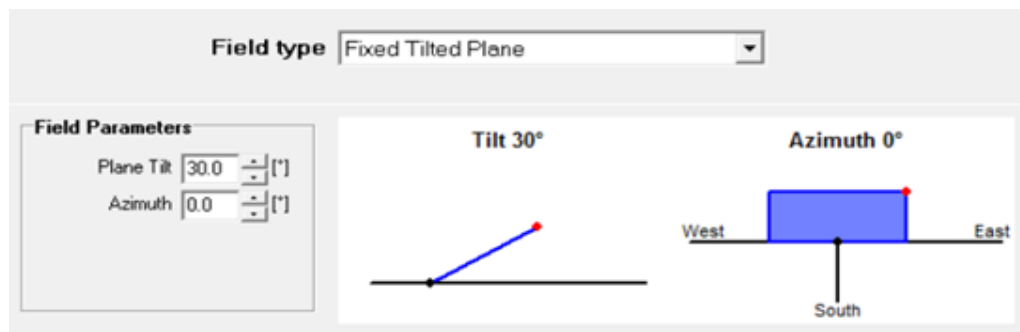 Field type Fixed Tilted Plane
Field Parameters
Plane Tilt 30.0 [°]
Azimuth 0.0 [°]
Tilt 30°
Azimuth 0°
West East
South